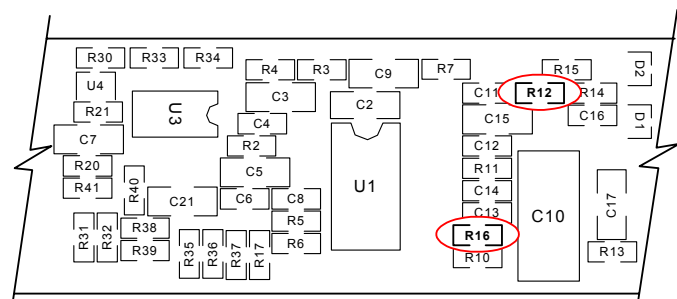 R30 R33 R34
R4 R3 C9 R7 R15 D2
U4 C3 C11 R12 R14
R21 U3 C2 C15 C16 D1
C4
C7 R2 C12
R20 C5 R11
R41 R40 U1 C14
C21 C6 C8 C13 C10 C17
R31 R32 R38 R5 R16
R39 R35 R36 R37 R17 R6 R10 R13